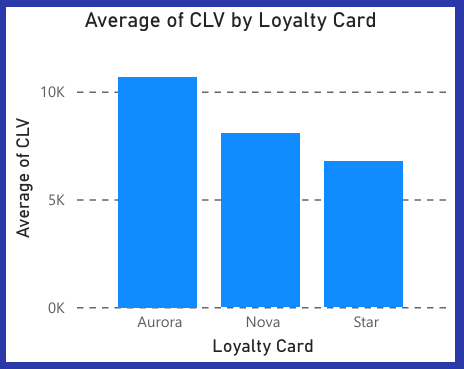 Average of CLV by Loyalty Card
10K
5K
0K
Average of CLV
Aurora Nova Star
Loyalty Card